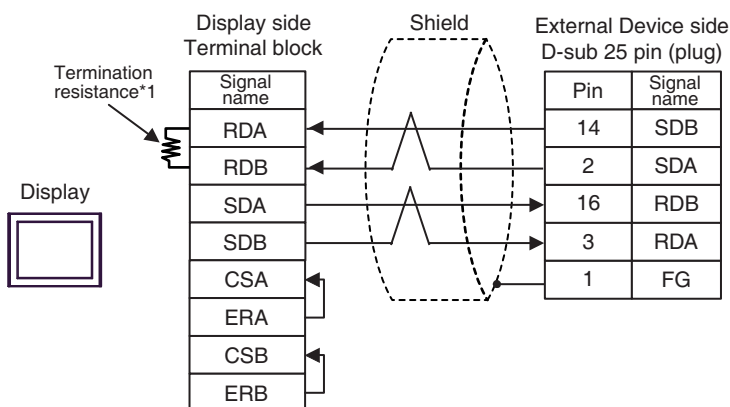 Display side
Terminal block
Shield
External Device side
D-sub 25 pin (plug)
Termination
resistance*1
Display
Signal
name
RDA
RDB
SDA
SDB
CSA
ERA
CSB
ERB
Pin
Signal
name
14 SDB
2 SDA
16 RDB
3 RDA
1 FG